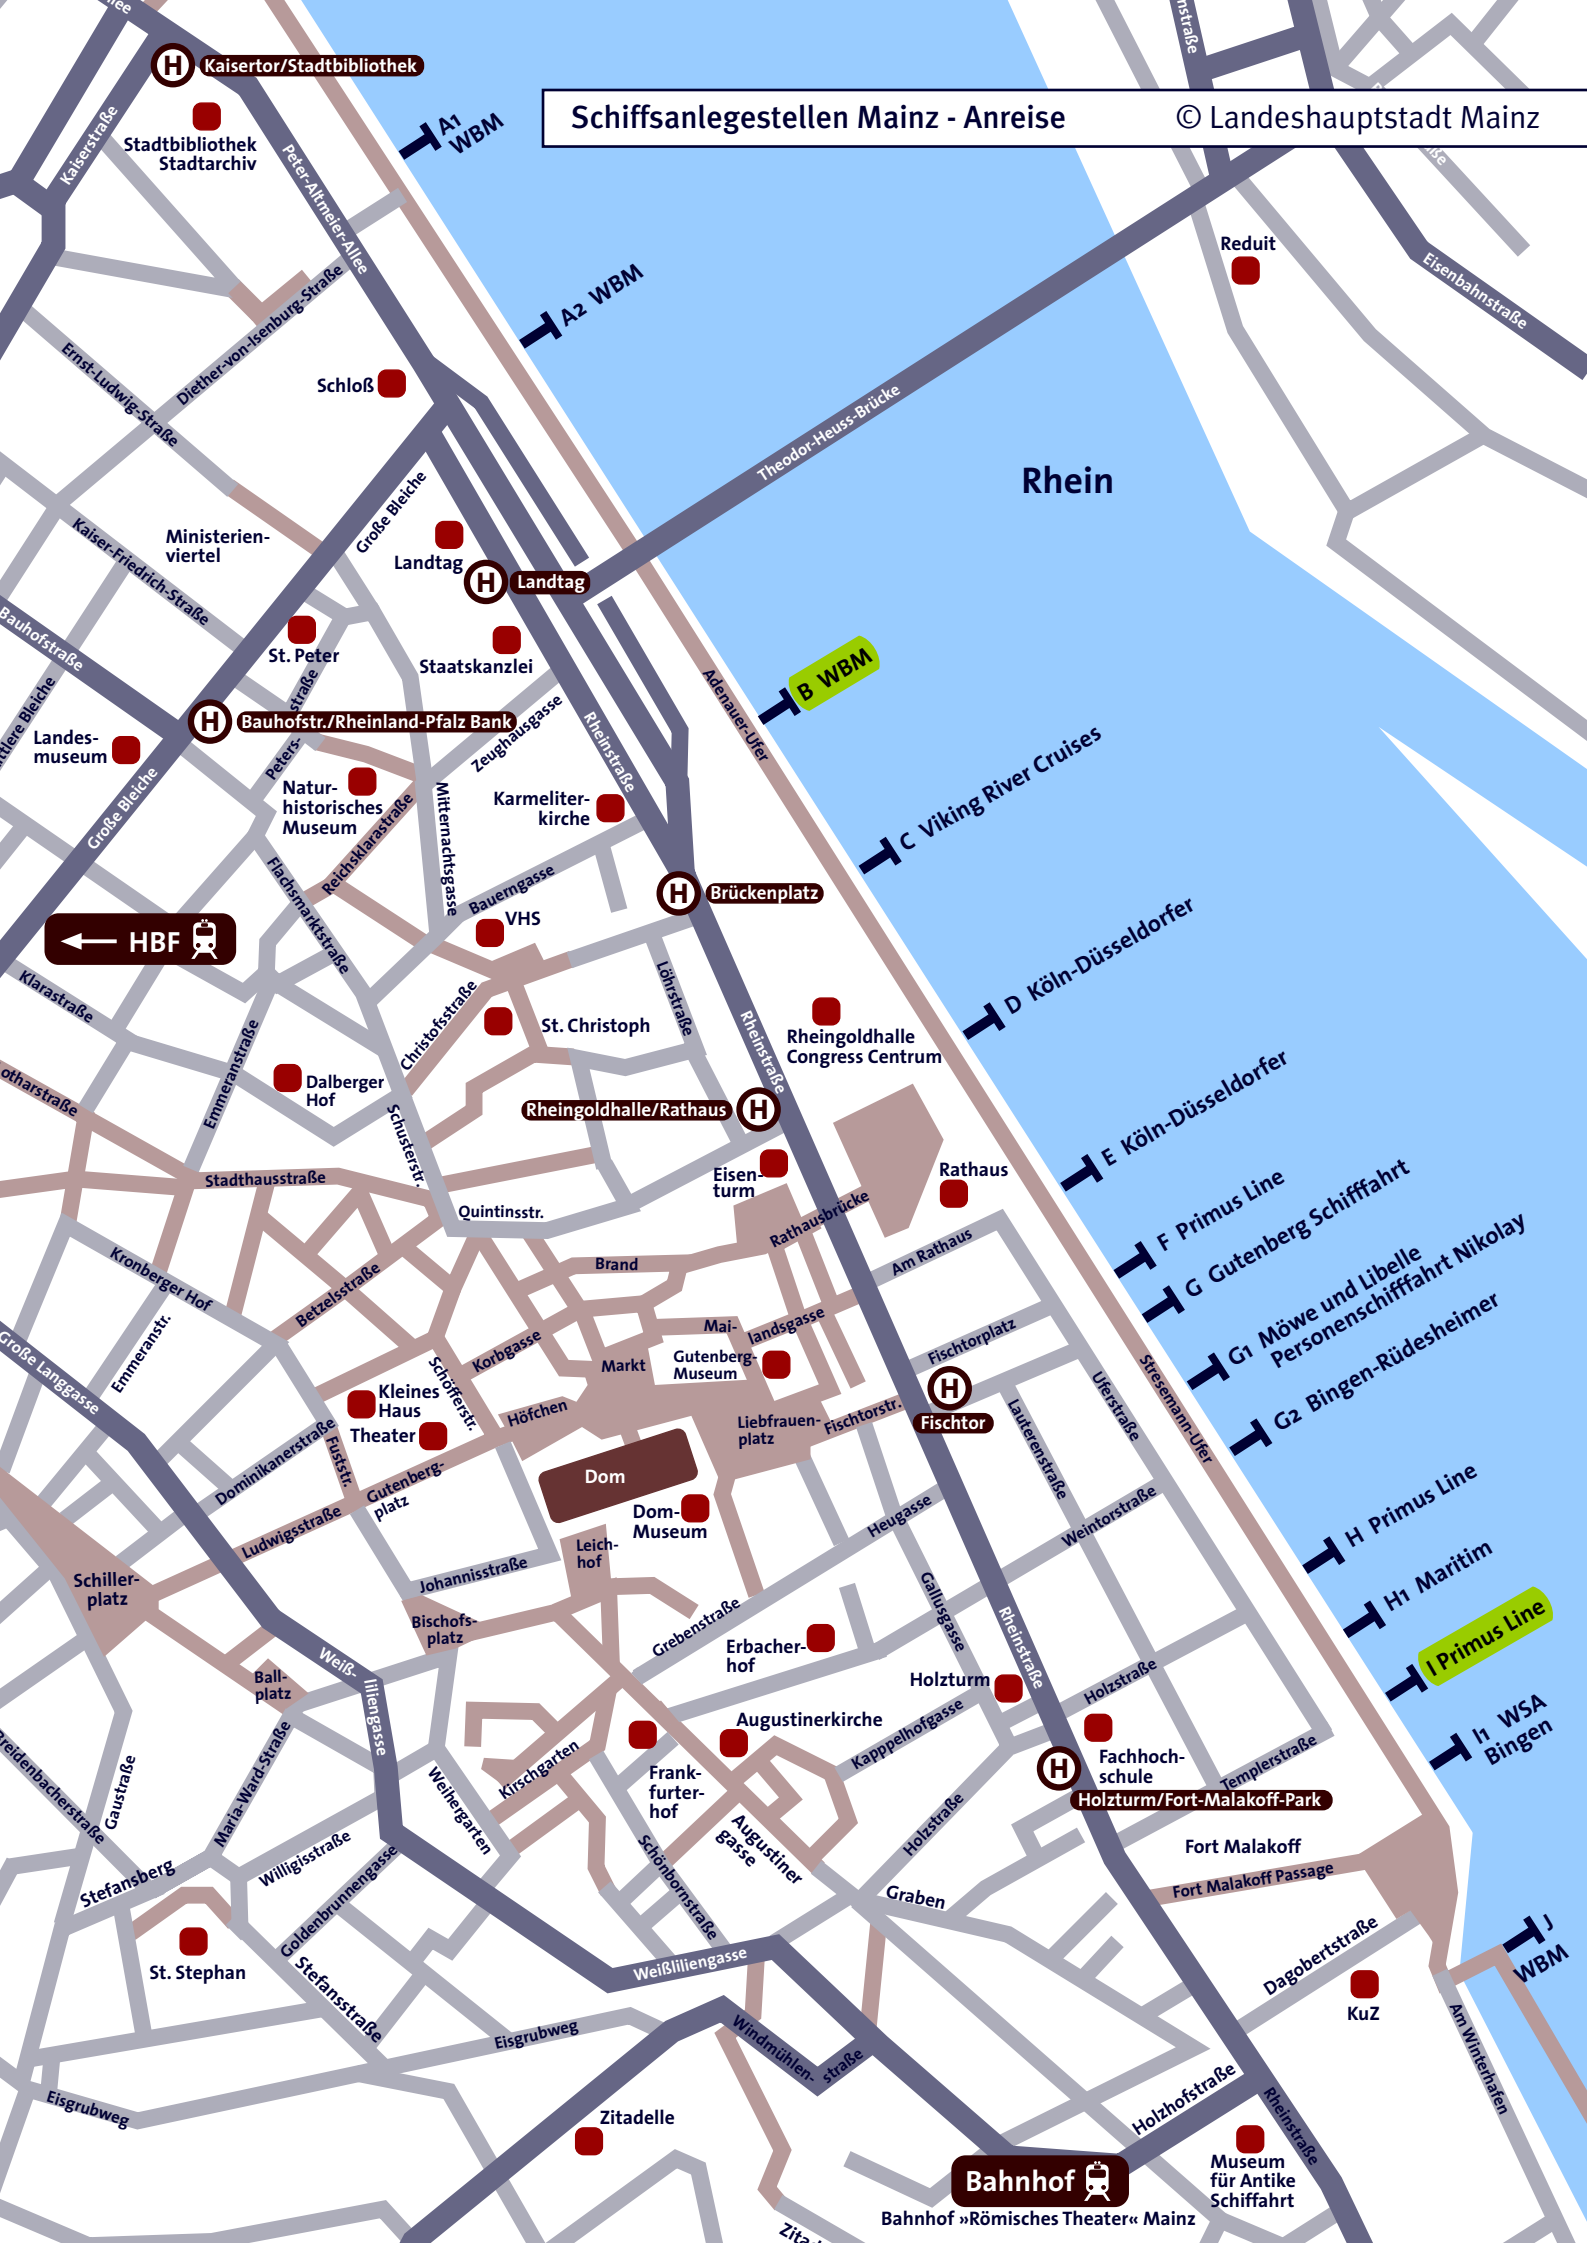 Schiffsanlegestellen Mainz - Anreise
© Landeshauptstadt Mainz
Kaisertor/Stadtbibliothek
Stadtbibliothek
Stadtarchiv
Kaiserstraße
Peter-Altmeier-Allee
A1
WBM
A2 WBM
Reduit
Eisenbahnstraße
Diether-von-Isenburg-Straße
Ernst-Ludwig-Straße
Schloß
Theodor-Heuss-Brücke
Rhein
Große Bleiche
Kaiser-Friedrich-Straße
Ministerien-
viertel
Landtag
Landtag
Bauhofstraße
St. Peter
Staatskanzlei
B WBM
Adenauer-Ufer
Bauhofstr./Rheinland-Pfalz Bank
Landes-
museum
Peters-
straße
Zeughausgasse
Rheinstraße
C Viking River Cruises
Natur-
historisches
Museum
Karmeliter-
kirche
Große Bleiche
Reichsklarastraße
Mitternachtsgasse
Flachsmarktstraße
Bauerngasse
Brückenplatz
VHS
HBF
D Köln-Düsseldorfer
Klarastraße
Christofsstraße
St. Christoph
Löhrstraße
Rheinstraße
Rheingoldhalle
Congress Centrum
Emmeranstraße
Dalberger
Hof
Schusterstr.
Rheingoldhalle/Rathaus
E Köln-Düsseldorfer
Stadthausstraße
Eisen-
turm
Rathaus
Quintinsstr.
Rathausbrücke
F Primus Line
G Gutenberg Schifffahrt
Kronberger Hof
Brand
Am Rathaus
G1 Möwe und Libelle
Personenschifffahrt Nikolay
Betzelsstraße
Emmeranstr.
Große Langgasse
Korbgasse
Mai-
landsgasse
Fischtorplatz
G2 Bingen-Rüdesheimer
Markt
Gutenberg-
Museum
Schöfferstr.
Stresemann-Ufer
Uferstraße
Kleines
Haus
Theater
Höfchen
Liebfrauen-
platz
Fischtorstr.
Fischtor
Lauterenstraße
Fuststr.
Dominikanerstraße
Gutenberg-
platz
Dom
Dom-
Museum
H Primus Line
Ludwigsstraße
Heugasse
Weintorstraße
Leich-
hof
Johannisstraße
H1 Maritim
Schiller-
platz
Bischofs-
platz
Grebenstraße
Gallusgasse
Rheinstraße
I Primus Line
Erbacher-
hof
Weiß-
liliengasse
Ball-
platz
Holzturm
Holzstraße
Augustinerkirche
Kapppelhofgasse
I1 WSA
Bingen
Gaustraße
Maria-Ward-Straße
Weihergarten
Kirschgarten
Frank-
furter-
hof
Fachhoch-
schule
Templerstraße
Holzturm/Fort-Malakoff-Park
Augustiner
gasse
Holzstraße
Schönbornstraße
Fort Malakoff
Fort Malakoff Passage
Stefansberg
Willigisstraße
Goldenbrunnengasse
Graben
J
WBM
St. Stephan
Stefansstraße
Weißliliengasse
Dagobertstraße
KuZ
Am Winterhafen
Eisgrubweg
Windmühlen-
straße
Eisgrubweg
Zitadelle
Holzhofstraße
Rheinstraße
Museum
für Antike
Schiffahrt
Bahnhof
Bahnhof »Römisches Theater« Mainz